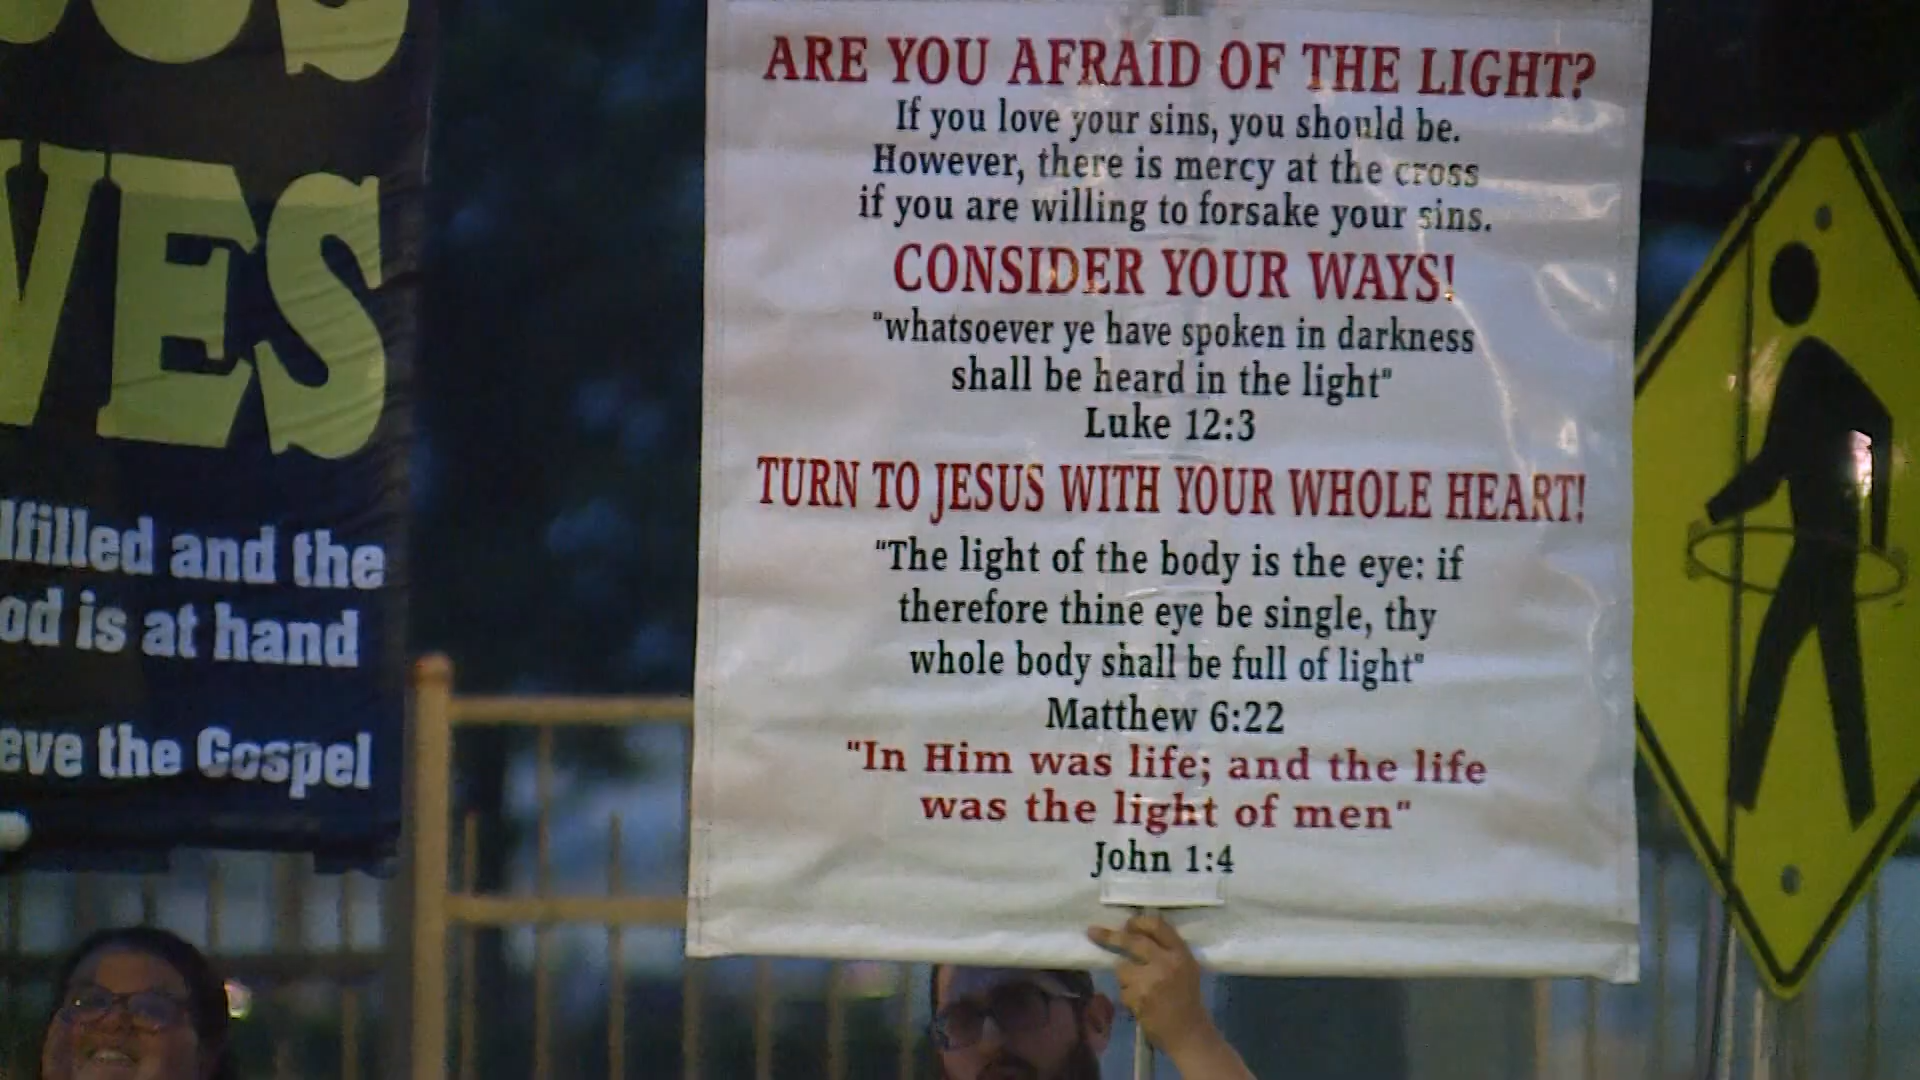 VES
and the
is at hand
the Gospel
ARE YOU AFRAID OF THE LIGHT?
If you love your sins, you should be.
However, there is mercy at the cross
if you are willing to forsake your sins.
CONSIDER YOUR WAYS!
"whatsoever ye have spoken in darkness
shall be heard in the light"
Luke 12:3
TURN TO JESUS WITH YOUR WHOLE HEART!
"The light of the body is the eye: if
therefore thine eye be single, thy
whole body shall be full of light"
Matthew 6:22
"In Him was life; and the life
was the light of men"
John 1:4